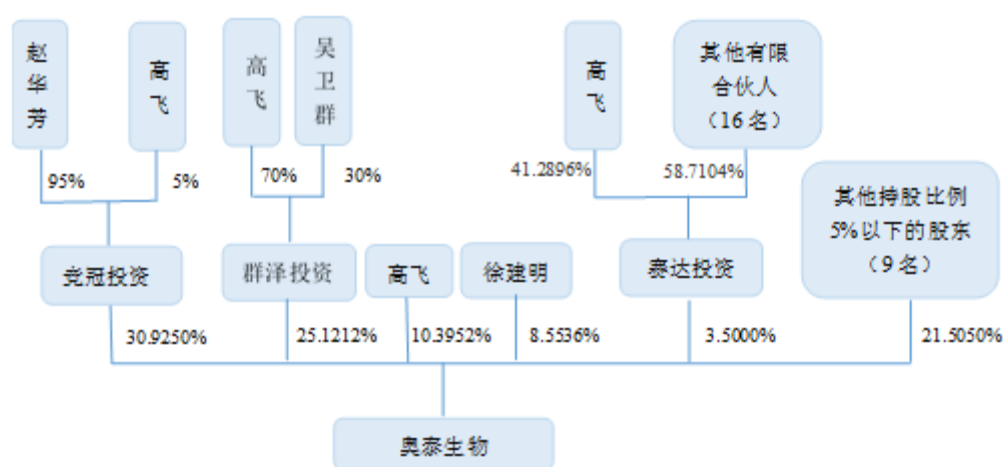 赵
华
芳
高
飞
高
飞
吴
卫
群
高
飞
其他有限
合伙人
（16名）
95%
5%
70%
30%
41.2896%
58.7104%
其他持股比例
5%以下的股东
（9名）
竞冠投资
群泽投资
高飞
徐建明
赛达投资
30.9250%
25.1212%
10.3952%
8.5536%
3.5000%
21.5050%
奥泰生物